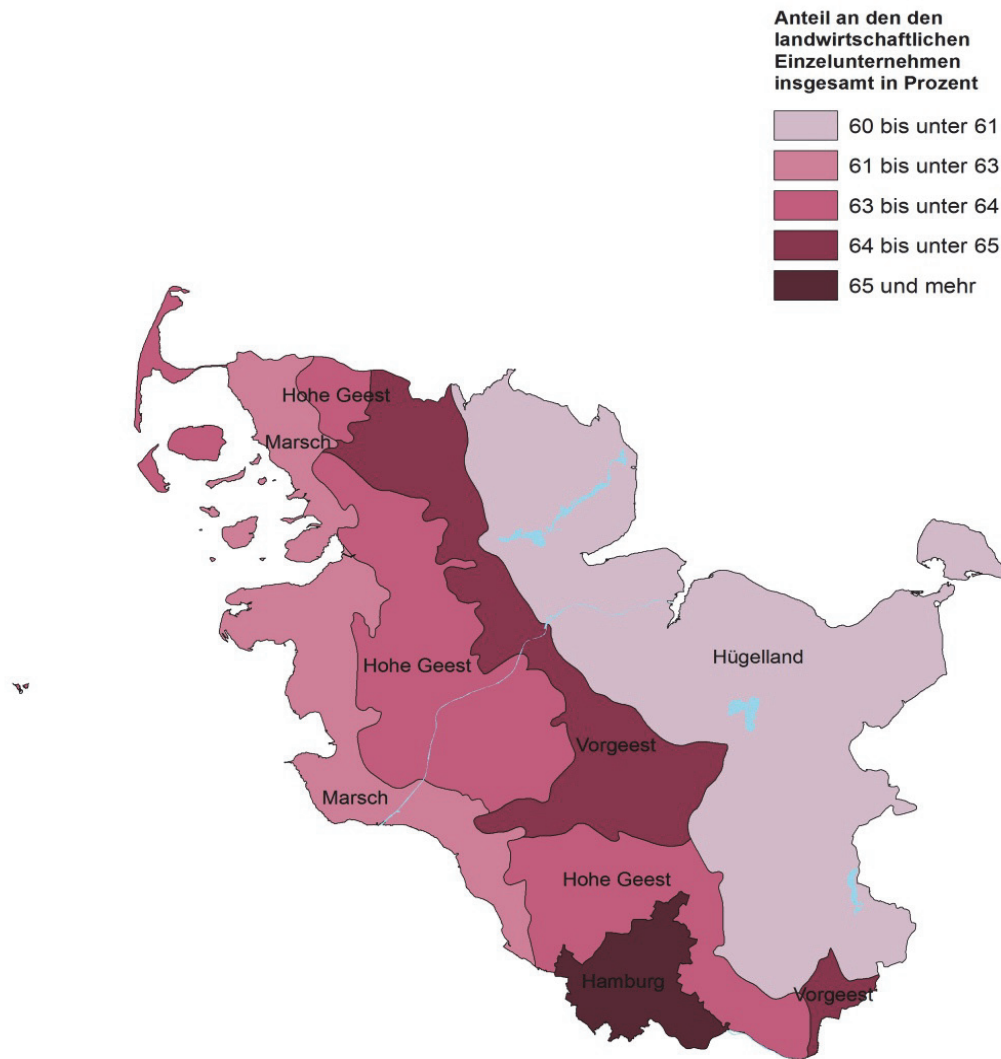 Anteil an den den
landwirtschaftlichen
Einzelunternehmen
insgesamt in Prozent
60 bis unter 61
61 bis unter 63
63 bis unter 64
64 bis unter 65
65 und mehr
Hohe Geest
Marsch
Hügelland
Hohe Geest
Vorgeest
Marsch
Hohe Geest
Hamburg
Vorgeest